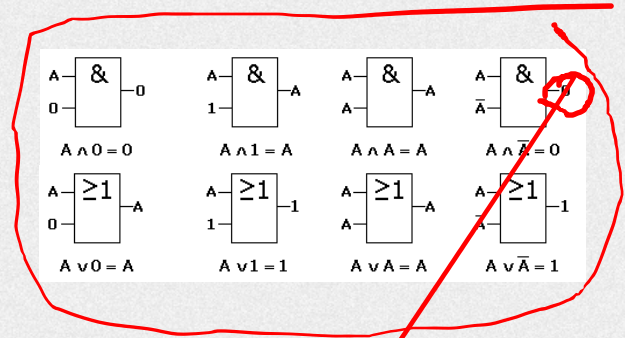 A & 0 0
A ∧ 0 = 0
A & 1 A
A ∧ 1 = A
A & A A
A ∧ A = A
A & A̅
A ∧ A̅ = 0
A ≥1 0 A
A ∨ 0 = A
A ≥1 1 1
A ∨ 1 = 1
A ≥1 A A
A ∨ A = A
A ≥1 1
A ∨ A̅ = 1